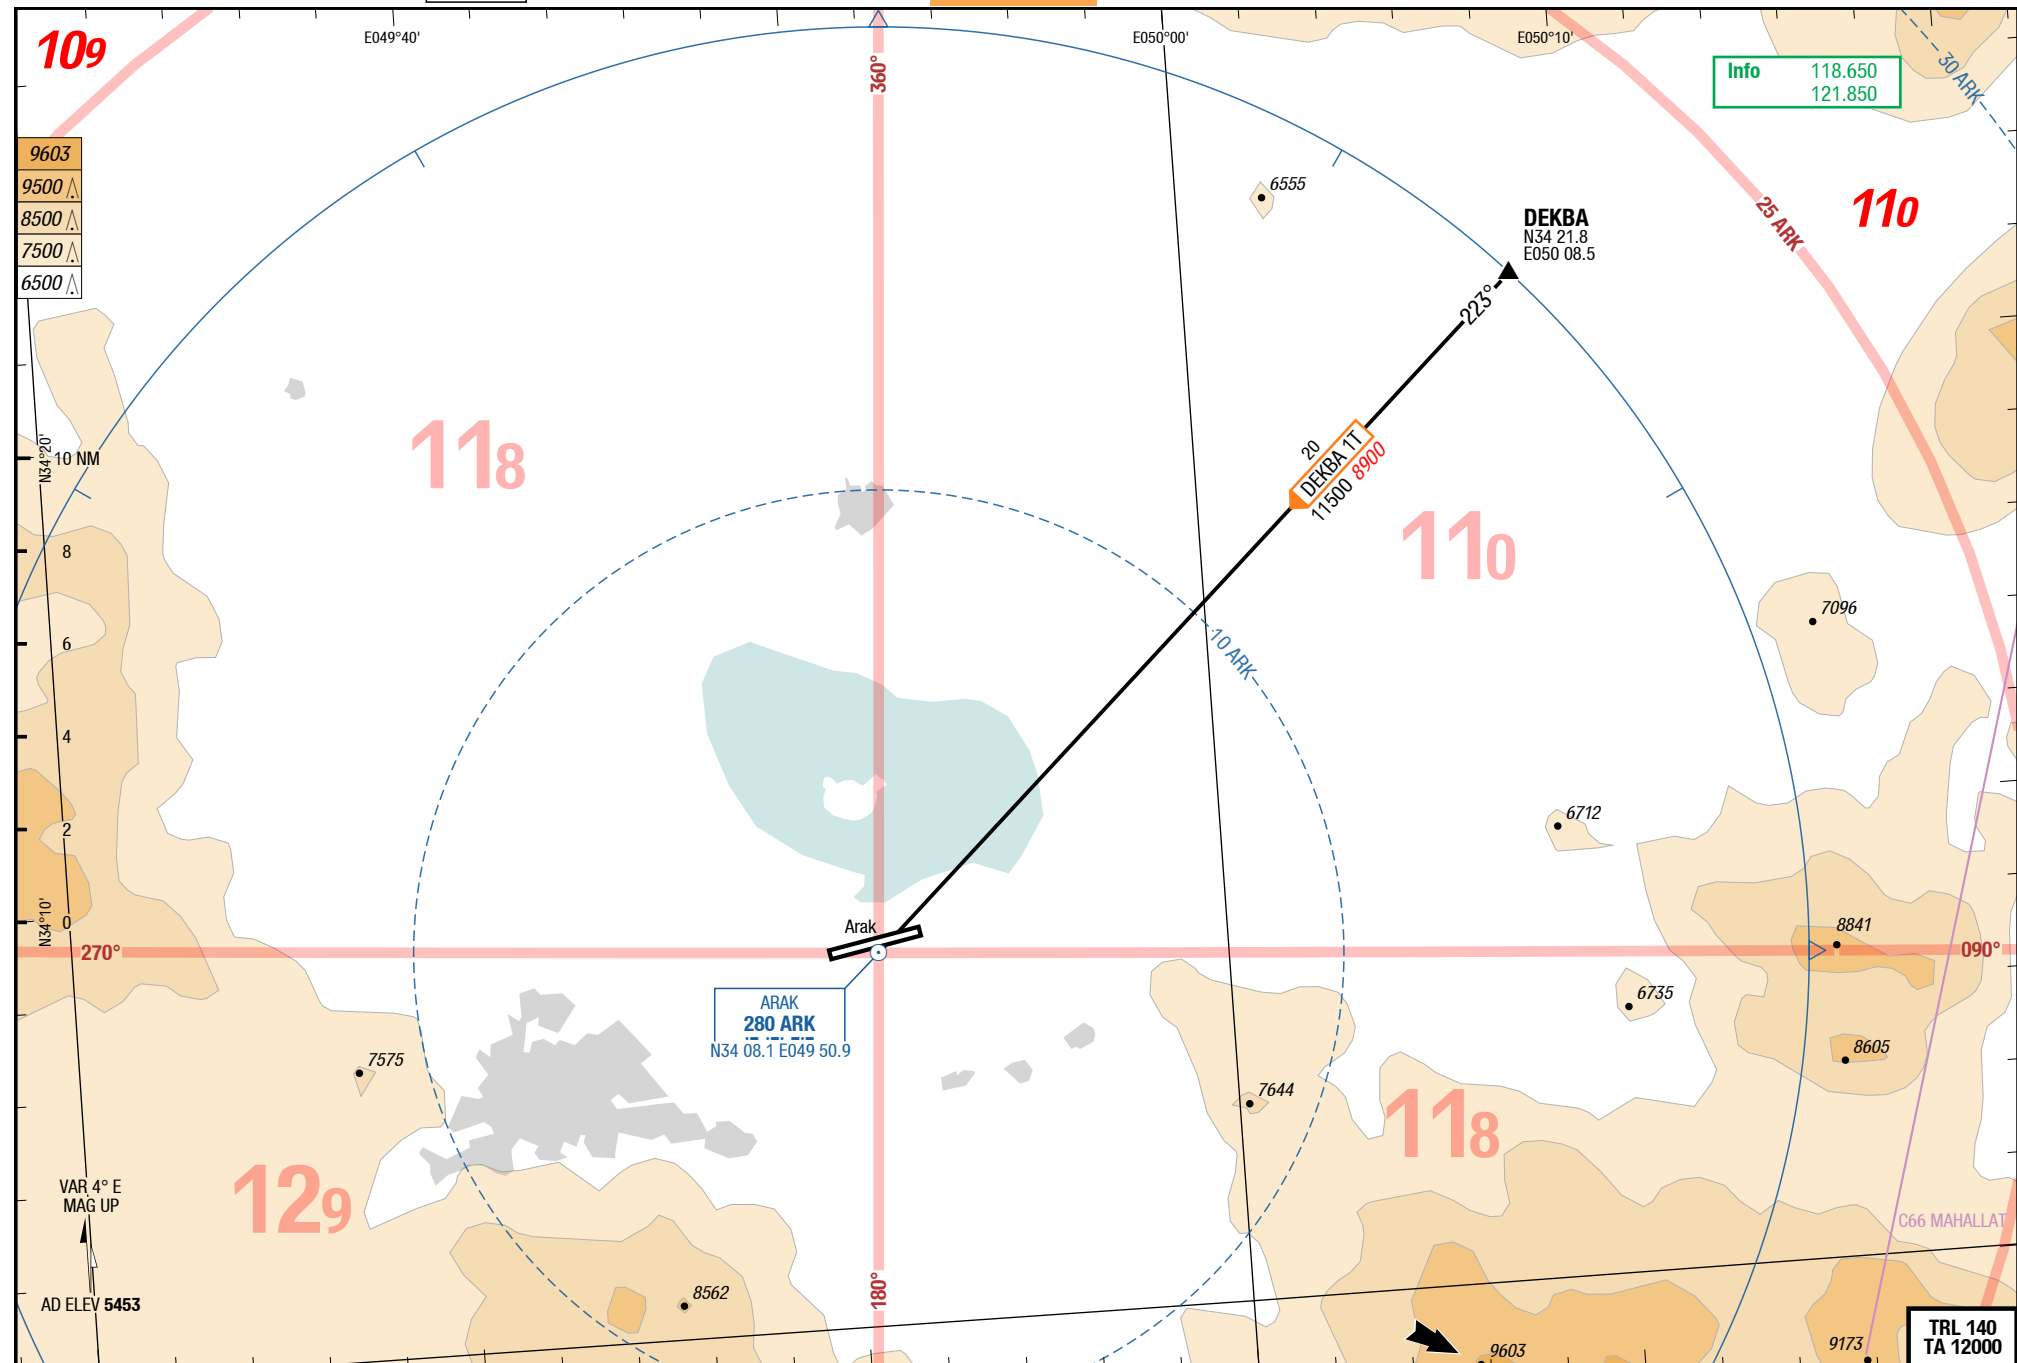 E049°40'
E050°00'
E050°10'
109
360°
Info 118.650
121.850
30 ARK
9603
9500
8500
7500
6500
6555
25 ARK
110
DEKBA
N34 21.8
E050 08.5
223°
118
N34°20'
10 NM
20
DEKBA 1T
11500 8900
110
8
6
4
2
0
10 ARK
7096
6712
N34°10'
Arak
270°
8841
090°
6735
ARAK
280 ARK
N34 08.1 E049 50.9
7575
8605
7644
118
129
VAR 4° E
MAG UP
C66 MAHALLAT
180°
8562
AD ELEV 5453
9603
9173
TRL 140
TA 12000